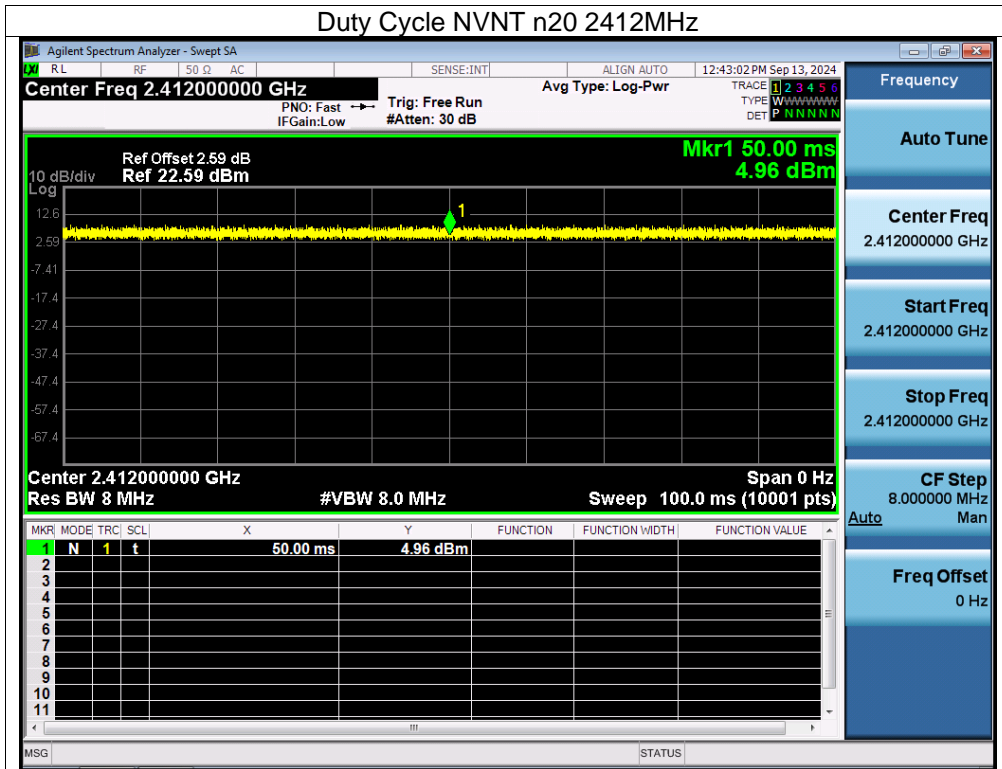 Duty Cycle NVNT n20 2412MHz
Agilent Spectrum Analyzer - Swept SA
LXI RL RF 50 Ω AC SENSE:INT ALIGN AUTO 12:43:02 PM Sep 13, 2024
Center Freq 2.412000000 GHz Avg Type: Log-Pwr TRACE 1 2 3 4 5 6
PNO: Fast Trig: Free Run TYPE WWWWWW
IFGain:Low #Atten: 30 dB DET P N N N N N
Mkr1 50.00 ms
4.96 dBm
Ref Offset 2.59 dB
10 dB/div Ref 22.59 dBm
Log
1
12.6
2.59
-7.41
-17.4
-27.4
-37.4
-47.4
-57.4
-67.4
Center 2.412000000 GHz Span 0 Hz
Res BW 8 MHz #VBW 8.0 MHz Sweep 100.0 ms (10001 pts)
MKR MODE TRC SCL X Y FUNCTION FUNCTION WIDTH FUNCTION VALUE
1 N 1 t 50.00 ms 4.96 dBm
2
3
4
5
6
7
8
9
10
11
MSG STATUS
Frequency
Auto Tune
Center Freq
2.412000000 GHz
Start Freq
2.412000000 GHz
Stop Freq
2.412000000 GHz
CF Step
8.000000 MHz
Auto Man
Freq Offset
0 Hz